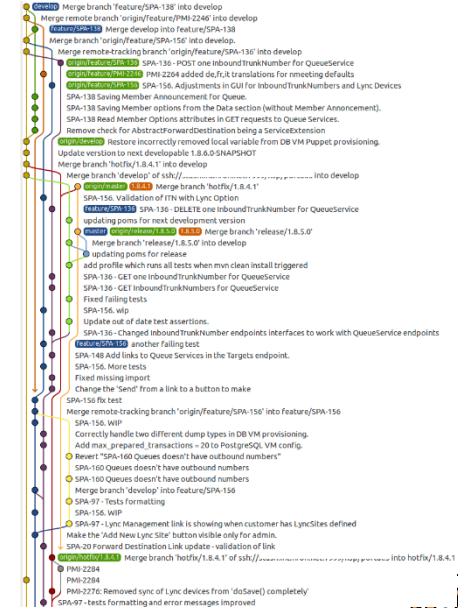 develop Merge branch 'feature/SPA-138' into develop
Merge remote branch 'origin/feature/PMI-2246' into develop
feature/SPA-138 Merge develop into feature/SPA-138
Merge branch 'origin/feature/SPA-156' into develop.
Merge remote-tracking branch 'origin/feature/SPA-136' into develop
origin/feature/SPA-136 SPA-136 - POST one InboundTrunkNumber for QueueService
origin/feature/PMI-2246 PMI-2264 added de,fr,it translations for nmeeting defaults
origin/feature/SPA-156 SPA-156. Adjustments in GUI for InboundTrunkNumbers and Lync Devices
SPA-138 Saving Member Announcement for Queue.
SPA-138 Saving Member options from the Data section (without Member Annoncement).
SPA-138 Read Member Options attributes in GET requests to Queue Services.
Remove check for AbstractForwardDestination being a ServiceExtension
origin/develop Restore incorrectly removed local variable from DB VM Puppet provisioning.
Update verstion to next developable 1.8.6.0-SNAPSHOT
Merge branch 'hotfix/1.8.4.1' into develop
Merge branch 'develop' of into develop
origin/master 1.8.4.1 Merge branch 'hotfix/1.8.4.1'
SPA-156. Validation of ITN with Lync Option
feature/SPA-136 SPA-136 - DELETE one InboundTrunkNumber for QueueService
updating poms for next development version
master origin/release/1.8.5.0 1.8.5.0 Merge branch 'release/1.8.5.0'
Merge branch 'release/1.8.5.0' into develop
updating poms for release
add profile which runs all tests when mvn clean install triggered
SPA-136 - GET one InboundTrunkNumber for QueueService
SPA-136 - GET InboundTrunkNumbers for QueueService
Fixed failing tests
SPA-156. wip
Update out of date test assertions.
SPA-136 - Changed InboundTrunkNumber endpoints interfaces to work with QueueService endpoints
feature/SPA-156 another failing test
SPA-148 Add links to Queue Services in the Targets endpoint.
SPA-156. More tests
Fixed missing import
Change the 'Send' from a link to a button to make
SPA-156 fix test
Merge remote-tracking branch 'origin/feature/SPA-156' into feature/SPA-156
SPA-156. WIP
Correctly handle two different dump types in DB VM provisioning.
Add max_prepared_transactions = 20 to PostgreSQL VM config.
Revert "SPA-160 Queues doesn't have outbound numbers"
SPA-160 Queues doesn't have outbound numbers
SPA-160 Queues doesn't have outbound numbers
Merge branch 'develop' into feature/SPA-156
SPA-97 - Tests formatting
SPA-156. WIP
SPA-97 - Lync Management link is showing when customer has LyncSites defined
Make the 'Add New Lync Site' button visible only for admin.
SPA-20 Forward Destination Link update - validation of link
origin/hotfix/1.8.4.1 Merge branch 'hotfix/1.8.4.1' of into hotfix/1.8.4.1
PMI-2284
PMI-2284
PMI-2276: Removed sync of Lync devices from 'doSave() completely'
SPA-97 - tests formatting and error messages improved